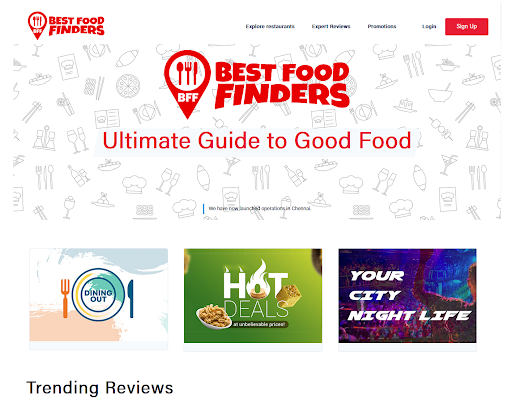 BEST FOOD
FINDERS
BFF
Explore restaurants
Expert Reviews
Promotions
Login
Sign Up
BEST FOOD
FINDERS
BFF
Ultimate Guide to Good Food
We have now launched operations in Chennai.
DINING
OUT
HOT
DEALS
at unbelievable prices!
YOUR
CITY
NIGHT LIFE
Trending Reviews